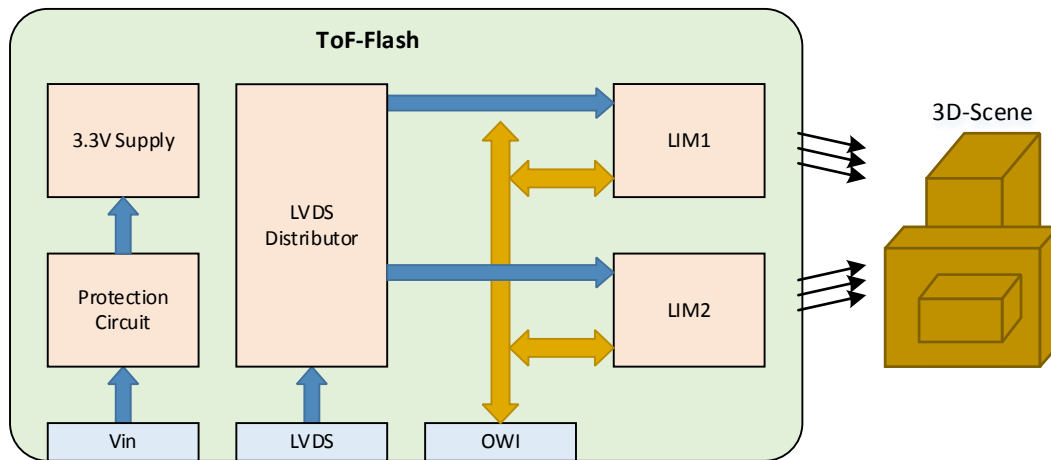 ToF-Flash
3.3V Supply
LVDS
Distributor
LIM1
3D-Scene
Protection
Circuit
LIM2
Vin
LVDS
OWI